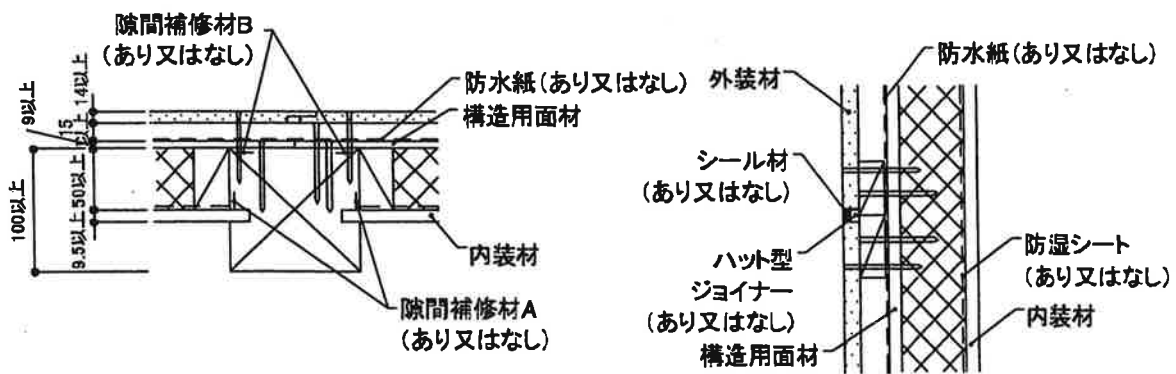 隙間補修材B
(あり又はなし)
防水紙(あり又はなし)
構造用面材
14以上
15以上
9以上
50以上
9.5以上
100以上
内装材
隙間補修材A
(あり又はなし)
防水紙(あり又はなし)
外装材
シール材
(あり又はなし)
ハット型
ジョイナー
(あり又はなし)
構造用面材
防湿シート
(あり又はなし)
内装材